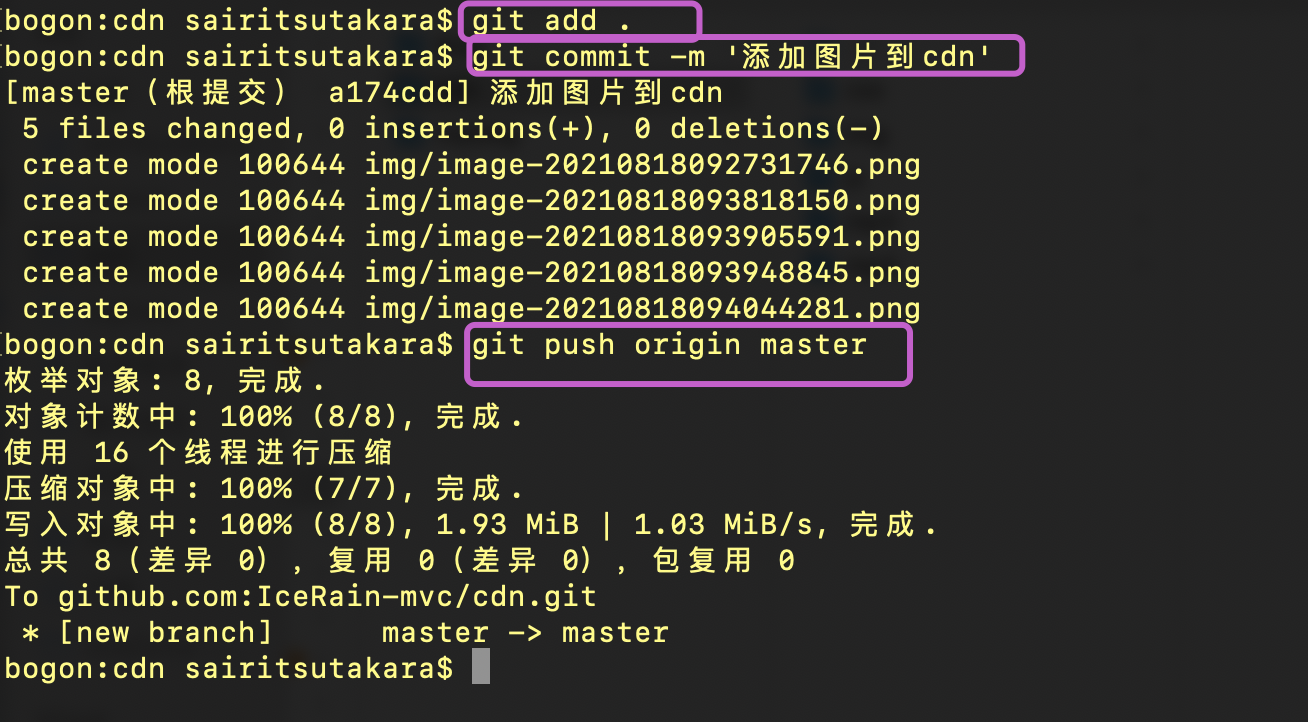 bogon:cdn sairitsutakara$ git add .
bogon:cdn sairitsutakara$ git commit -m '添加图片到cdn'
[master（根提交） a174cdd] 添加图片到cdn
 5 files changed, 0 insertions(+), 0 deletions(-)
 create mode 100644 img/image-20210818092731746.png
 create mode 100644 img/image-20210818093818150.png
 create mode 100644 img/image-20210818093905591.png
 create mode 100644 img/image-20210818093948845.png
 create mode 100644 img/image-20210818094044281.png
bogon:cdn sairitsutakara$ git push origin master
枚举对象: 8, 完成.
对象计数中: 100% (8/8), 完成.
使用 16 个线程进行压缩
压缩对象中: 100% (7/7), 完成.
写入对象中: 100% (8/8), 1.93 MiB | 1.03 MiB/s, 完成.
总共 8（差异 0），复用 0（差异 0），包复用 0
To github.com:IceRain-mvc/cdn.git
 * [new branch]      master -> master
bogon:cdn sairitsutakara$